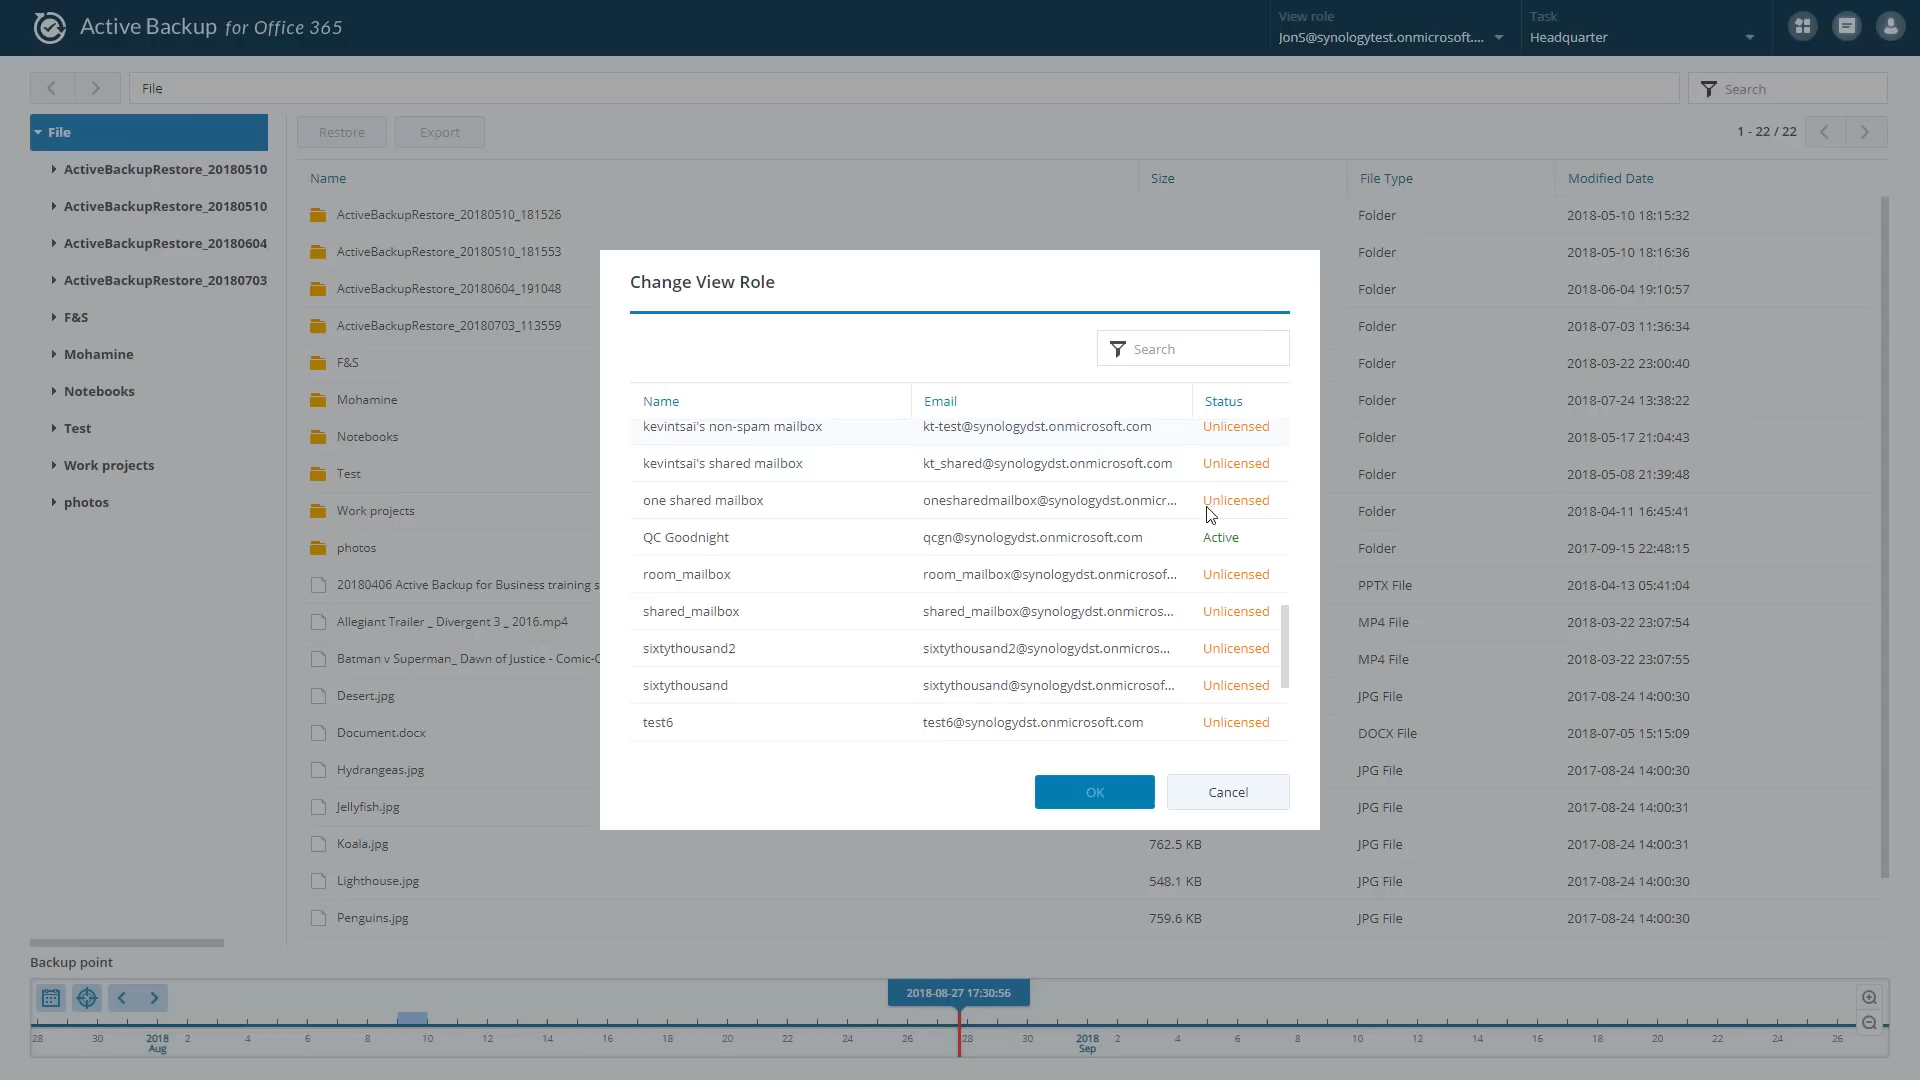 Active Backup for Office 365
View role
JonS@synologytest.onmicrosoft....
Task
Headquarter
File
Search
File
Restore
Export
1 - 22 / 22
ActiveBackupRestore_20180510
ActiveBackupRestore_20180510
ActiveBackupRestore_20180604
ActiveBackupRestore_20180703
F&S
Mohamine
Notebooks
Test
Work projects
photos
Name
Size
File Type
Modified Date
ActiveBackupRestore_20180510_181526
Folder
2018-05-10 18:15:32
ActiveBackupRestore_20180510_181553
Folder
2018-05-10 18:16:36
ActiveBackupRestore_20180604_191048
Folder
2018-06-04 19:10:57
ActiveBackupRestore_20180703_113559
Folder
2018-07-03 11:36:34
F&S
Folder
2018-03-22 23:00:40
Mohamine
Folder
2018-07-24 13:38:22
Notebooks
Folder
2018-05-17 21:04:43
Test
Folder
2018-05-08 21:39:48
Work projects
Folder
2018-04-11 16:45:41
photos
Folder
2017-09-15 22:48:15
20180406 Active Backup for Business training s
PPTX File
2018-04-13 05:41:04
Allegiant Trailer _ Divergent 3 _ 2016.mp4
MP4 File
2018-03-22 23:07:54
Batman v Superman_ Dawn of Justice - Comic-C
MP4 File
2018-03-22 23:07:55
Desert.jpg
JPG File
2017-08-24 14:00:30
Document.docx
DOCX File
2018-07-05 15:15:09
Hydrangeas.jpg
JPG File
2017-08-24 14:00:30
Jellyfish.jpg
JPG File
2017-08-24 14:00:31
Koala.jpg
762.5 KB
JPG File
2017-08-24 14:00:31
Lighthouse.jpg
548.1 KB
JPG File
2017-08-24 14:00:30
Penguins.jpg
759.6 KB
JPG File
2017-08-24 14:00:30
Change View Role
Search
Name
Email
Status
kevintsai's non-spam mailbox
kt-test@synologydst.onmicrosoft.com
Unlicensed
kevintsai's shared mailbox
kt_shared@synologydst.onmicrosoft.com
Unlicensed
one shared mailbox
onesharedmailbox@synologydst.onmicr...
Unlicensed
QC Goodnight
qcgn@synologydst.onmicrosoft.com
Active
room_mailbox
room_mailbox@synologydst.onmicrosof...
Unlicensed
shared_mailbox
shared_mailbox@synologydst.onmicros...
Unlicensed
sixtythousand2
sixtythousand2@synologydst.onmicros...
Unlicensed
sixtythousand
sixtythousand@synologydst.onmicrosof...
Unlicensed
test6
test6@synologydst.onmicrosoft.com
Unlicensed
OK
Cancel
Backup point
2018-08-27 17:30:56
28 30 2018 2 4 6 8 10 12 14 16 18 20 22 24 26 28 30 2018 2 4 6 8 10 12 14 16 18 20 22 24 26
Aug Sep